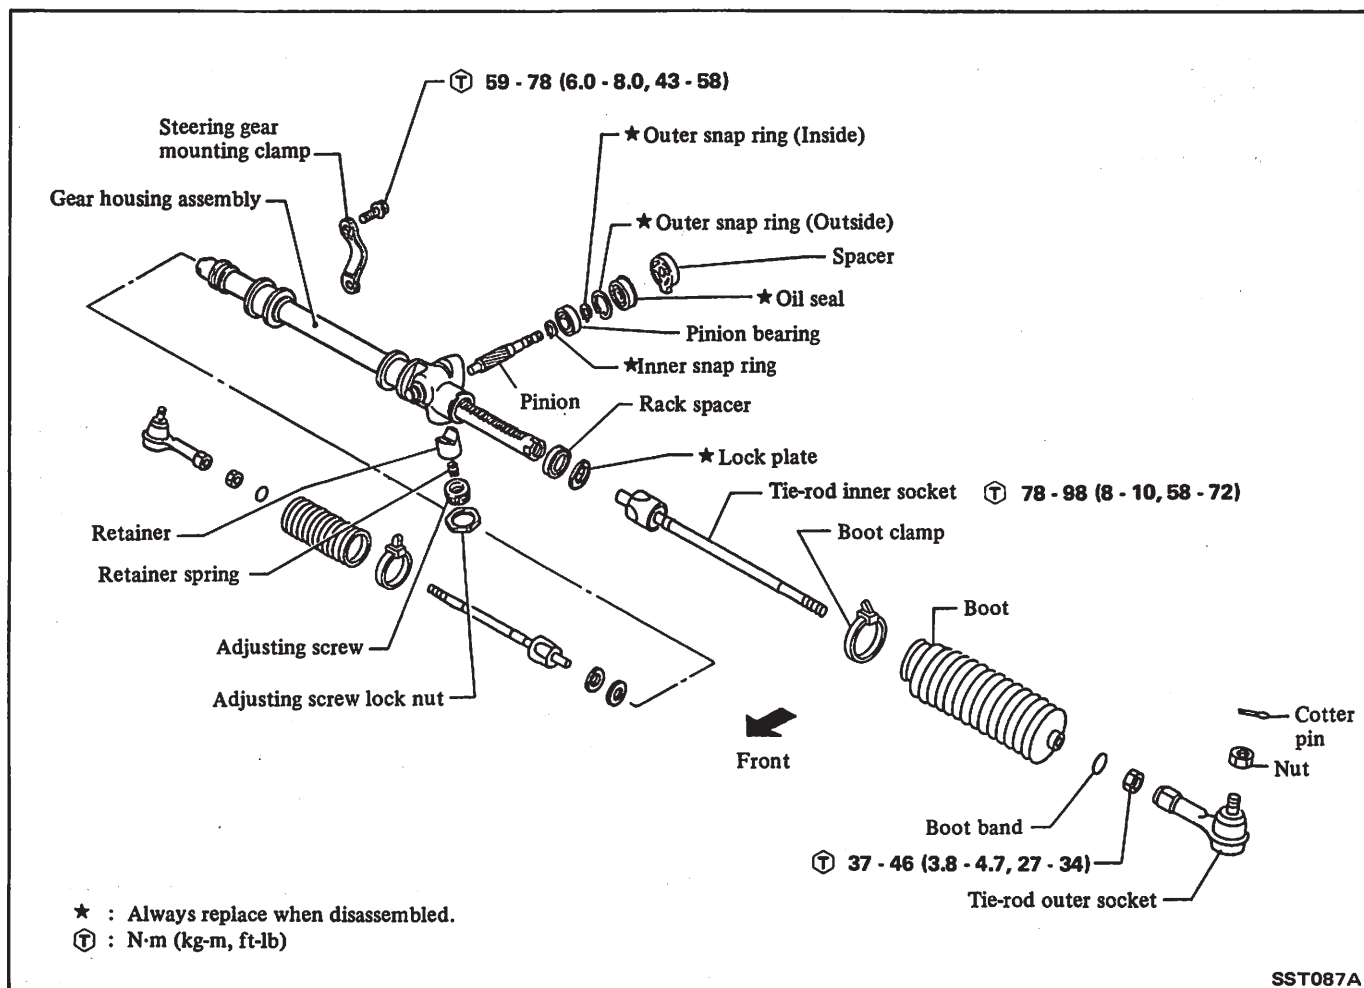 Ⓣ 59 - 78 (6.0 - 8.0, 43 - 58)
Steering gear
mounting clamp
★ Outer snap ring (Inside)
Gear housing assembly
★ Outer snap ring (Outside)
Spacer
★ Oil seal
Pinion bearing
★Inner snap ring
Pinion
Rack spacer
★ Lock plate
Tie-rod inner socket Ⓣ 78 - 98 (8 - 10, 58 - 72)
Retainer
Boot clamp
Retainer spring
Boot
Adjusting screw
Adjusting screw lock nut
Cotter
pin
Front
Nut
Boot band
Ⓣ 37 - 46 (3.8 - 4.7, 27 - 34)
Tie-rod outer socket
★ : Always replace when disassembled.
Ⓣ : N·m (kg-m, ft-lb)
SST087A